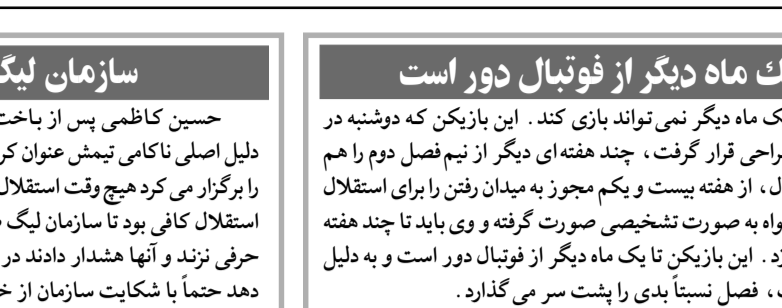 ك ماه دیگر از فوتبال دور است
ک ماه دیگر نمی‌تواند بازی کند. این بازیکن که دوشنبه در
راحی قرار گرفت، چند هفته‌ای دیگر از نیم‌فصل دوم را هم
ل، از هفته بیست و یکم مجوز به میدان رفتن را برای استقلال
واه به صورت تشخیصی صورت گرفته و وی باید تا چند هفته
د. این بازیکن تا یک ماه دیگر از فوتبال دور است و به دلیل
، فصل نسبتاً بدی را پشت سر می‌گذارد.
سازمان لیگ
حسین کاظمی پس از باخت
دلیل اصلی ناکامی تیمش عنوان کر
را برگزار می‌کرد هیچ وقت استقلال
استقلال کافی بود تا سازمان لیگ
حرفی نزند و آنها هشدار دادند در
دهد حتماً با شکایت سازمان از خ